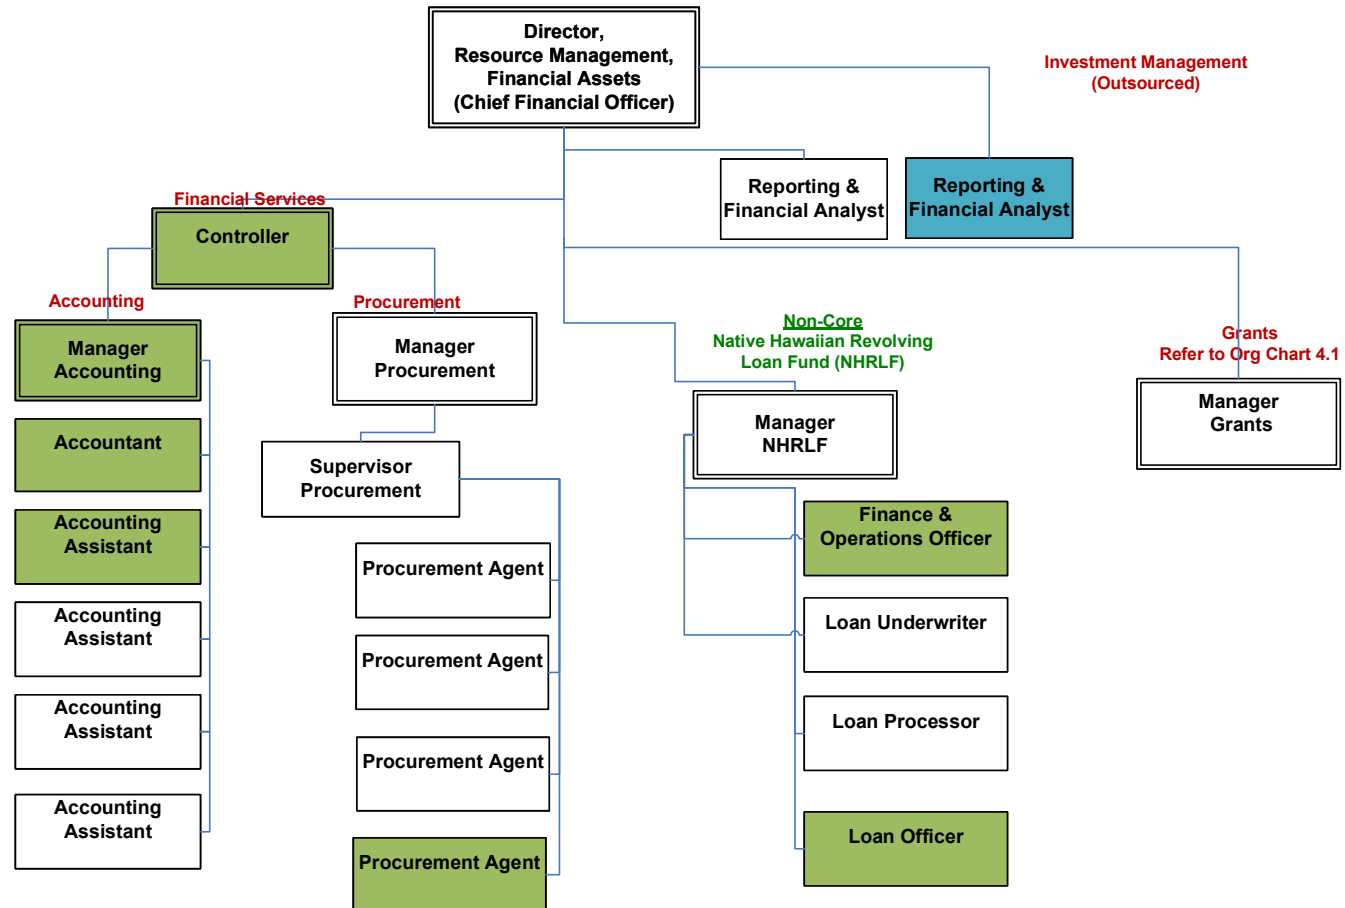 Director,
Resource Management,
Financial Assets
(Chief Financial Officer)
Investment Management
(Outsourced)
Reporting &
Financial Analyst
Reporting &
Financial Analyst
Financial Services
Controller
Accounting
Procurement
Manager
Accounting
Manager
Procurement
Non-Core
Native Hawaiian Revolving
Loan Fund (NHRLF)
Grants
Refer to Org Chart 4.1
Manager
NHRLF
Manager
Grants
Accountant
Supervisor
Procurement
Accounting
Assistant
Finance &
Operations Officer
Procurement Agent
Accounting
Assistant
Loan Underwriter
Procurement Agent
Accounting
Assistant
Loan Processor
Procurement Agent
Accounting
Assistant
Loan Officer
Procurement Agent